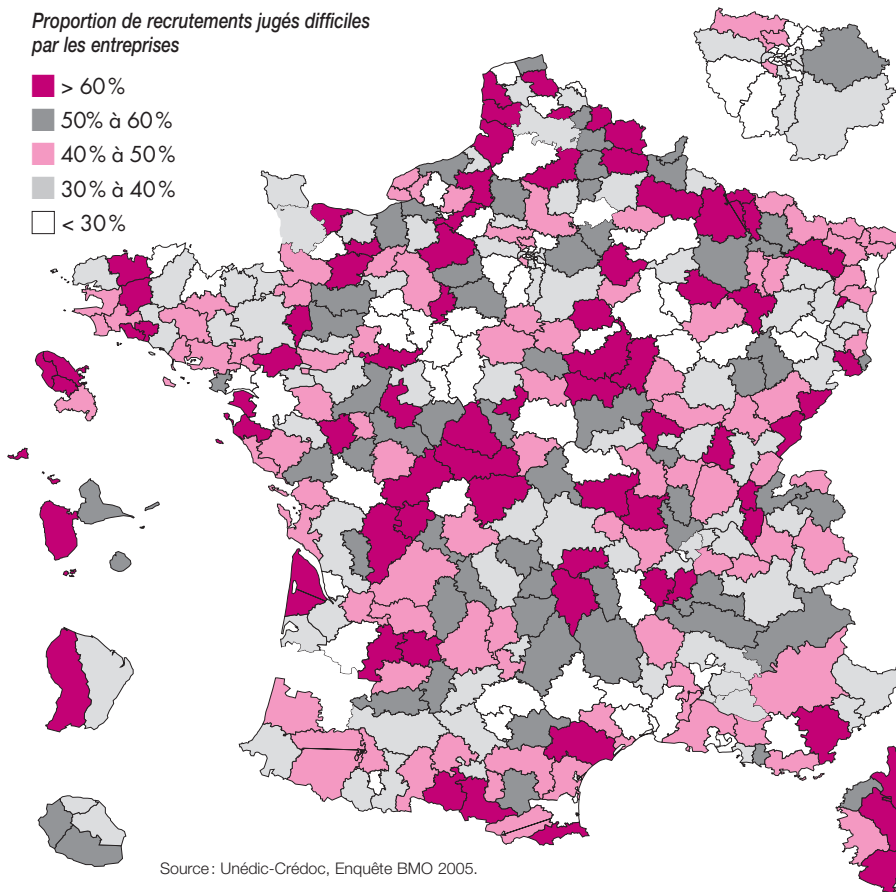 Proportion de recrutements jugés difficiles
par les entreprises
> 60 %
50% à 60 %
40 % à 50 %
30 % à 40 %
< 30 %
Source : Unédic-Crédoc, Enquête BMO 2005.